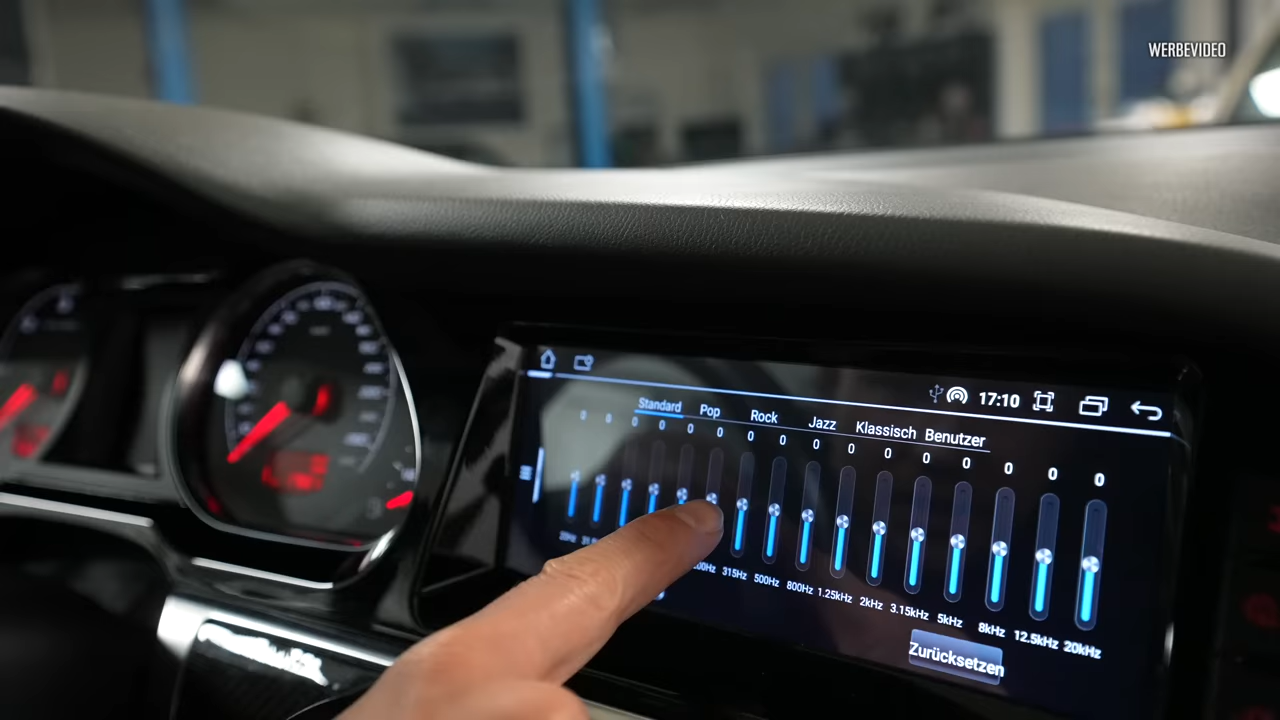 WERBEVIDEO
17:10
Standard Pop Rock Jazz Klassisch Benutzer
0 0 0 0 0 0 0 0 0 0 0 0 0 0 0 0
315Hz 500Hz 800Hz 1.25kHz 2kHz 3.15kHz 5kHz 8kHz 12.5kHz 20kHz
Zurücksetzen